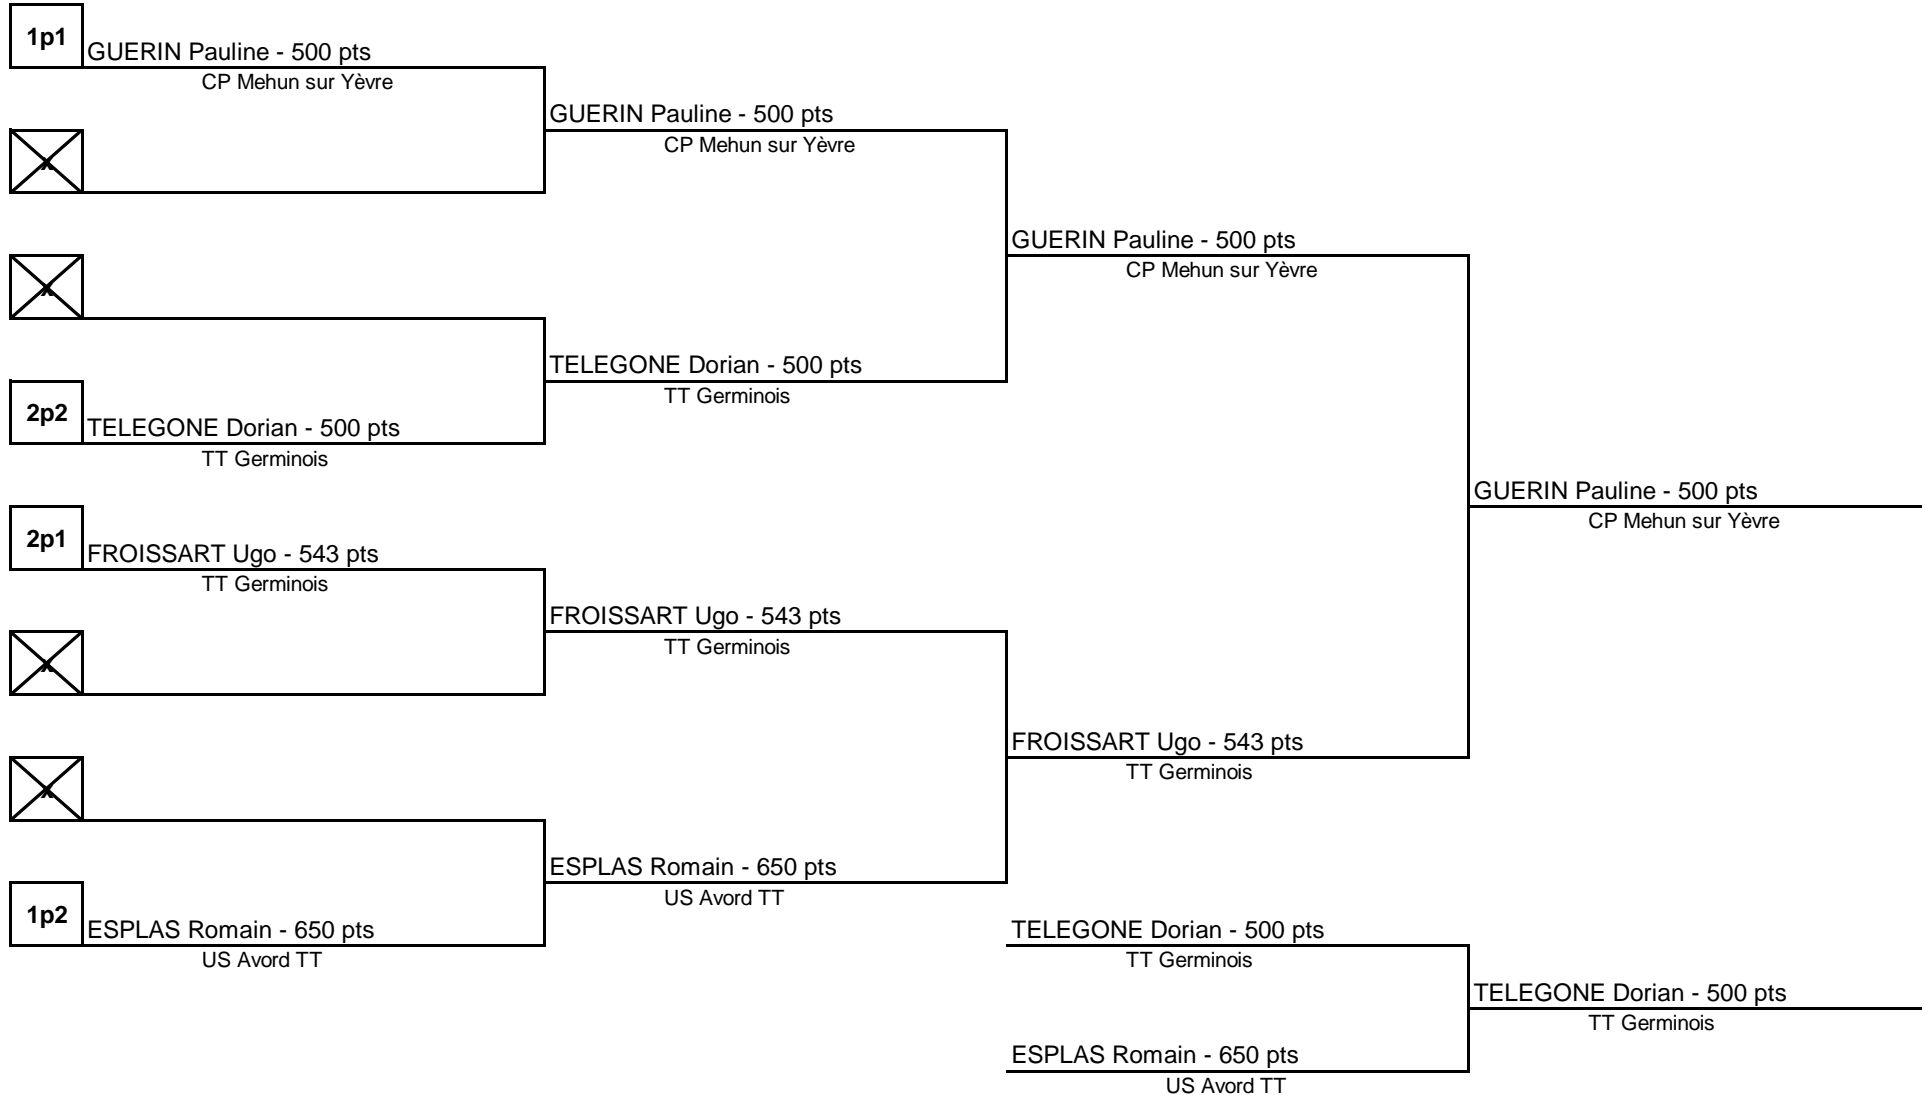 1p1
GUERIN Pauline - 500 pts
CP Mehun sur Yèvre
GUERIN Pauline - 500 pts
CP Mehun sur Yèvre
x
GUERIN Pauline - 500 pts
CP Mehun sur Yèvre
x
TELEGONE Dorian - 500 pts
TT Germinois
2p2
TELEGONE Dorian - 500 pts
TT Germinois
GUERIN Pauline - 500 pts
CP Mehun sur Yèvre
2p1
FROISSART Ugo - 543 pts
TT Germinois
FROISSART Ugo - 543 pts
TT Germinois
x
FROISSART Ugo - 543 pts
TT Germinois
x
ESPLAS Romain - 650 pts
US Avord TT
1p2
ESPLAS Romain - 650 pts
US Avord TT
TELEGONE Dorian - 500 pts
TT Germinois
TELEGONE Dorian - 500 pts
TT Germinois
ESPLAS Romain - 650 pts
US Avord TT